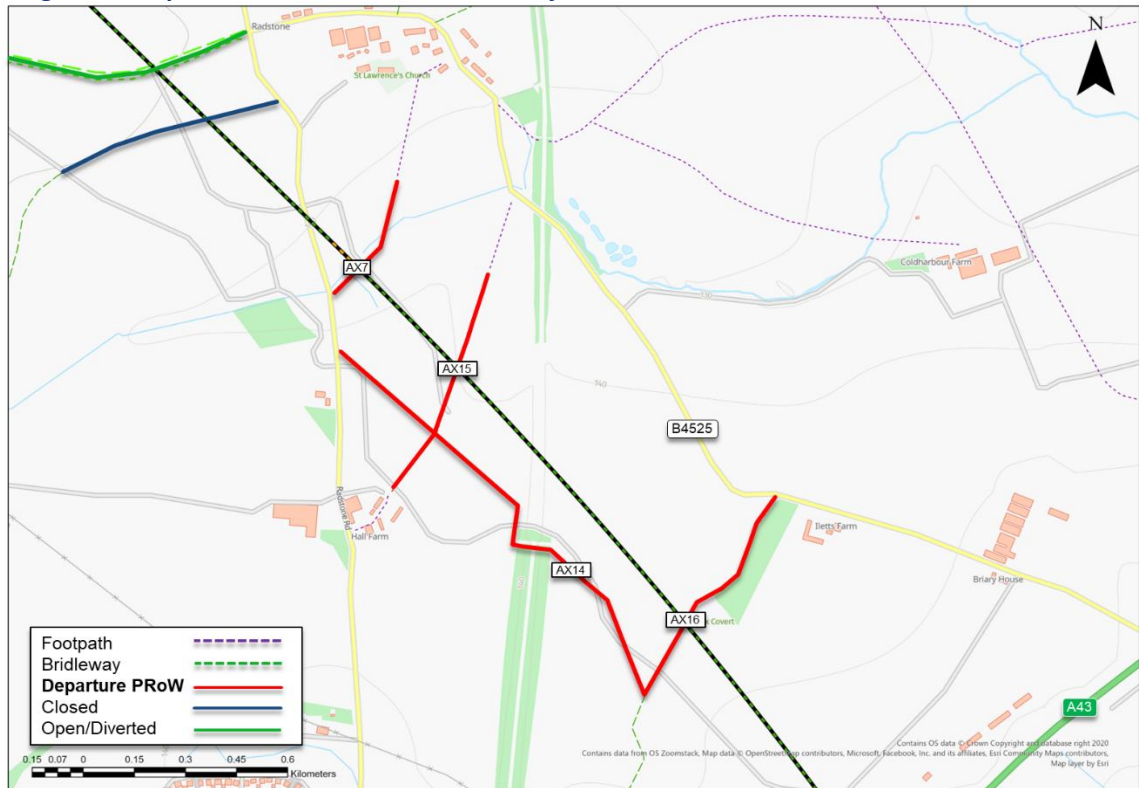 Radstone
St Lawrence's Church
N
AX7
130
Coldharbour Farm
AX15
140
B4525
Radstone Rd
Hall Farm
Iletts Farm
AX14
Briary House
AX16
Covert
A43
Footpath
Bridleway
Departure PRoW
Closed
Open/Diverted
0.15 0.07 0 0.15 0.3 0.45 0.6
Kilometers
Contains OS data © Crown Copyright and database right 2020
Contains data from OS Zoomstack, Map data © OpenStreetMap contributors, Microsoft, Facebook, Inc. and its affiliates, Esri Community Maps contributors,
Map layer by Esri